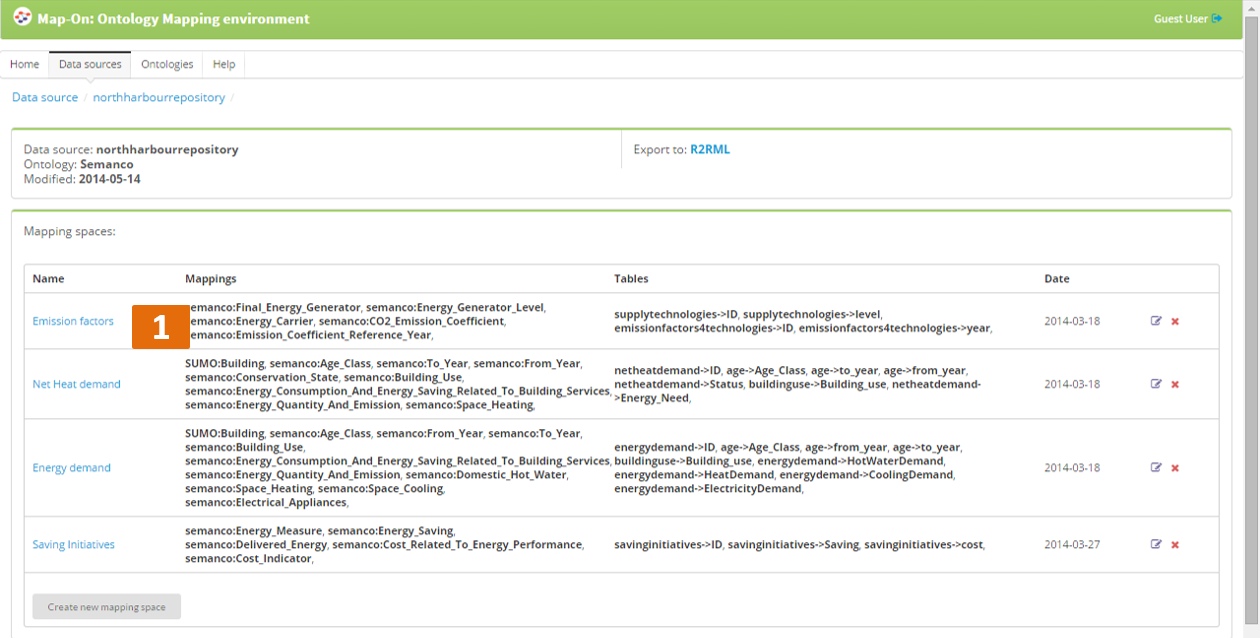 Map-On: Ontology Mapping environment
Guest User
Home
Data sources
Ontologies
Help
Data source / northharbourrepository /
Data source: northharbourrepository
Ontology: Semanco
Modified: 2014-05-14
Export to: R2RML
Mapping spaces:
Name
Mappings
Tables
Date
Emission factors
1
emanco:Final_Energy_Generator, semanco:Energy_Generator_Level,
emanco:Energy_Carrier, semanco:CO2_Emission_Coefficient,
emanco:Emission_Coefficient_Reference_Year,
supplytechnologies->ID, supplytechnologies->level,
emissionfactors4technologies->ID, emissionfactors4technologies->year,
2014-03-18
Net Heat demand
SUMO:Building, semanco:Age_Class, semanco:To_Year, semanco:From_Year,
semanco:Conservation_State, semanco:Building_Use,
semanco:Energy_Consumption_And_Energy_Saving_Related_To_Building_Services,
semanco:Energy_Quantity_And_Emission, semanco:Space_Heating,
netheatdemand->ID, age->Age_Class, age->to_year, age->from_year,
netheatdemand->Status, buildinguse->Building_use, netheatdemand-
>Energy_Need,
2014-03-18
Energy demand
SUMO:Building, semanco:Age_Class, semanco:From_Year, semanco:To_Year,
semanco:Building_Use,
semanco:Energy_Consumption_And_Energy_Saving_Related_To_Building_Services,
semanco:Energy_Quantity_And_Emission, semanco:Domestic_Hot_Water,
semanco:Space_Heating, semanco:Space_Cooling,
semanco:Electrical_Appliances,
energydemand->ID, age->Age_Class, age->from_year, age->to_year,
buildinguse->Building_use, energydemand->HotWaterDemand,
energydemand->HeatDemand, energydemand->CoolingDemand,
energydemand->ElectricityDemand,
2014-03-18
Saving Initiatives
semanco:Energy_Measure, semanco:Energy_Saving,
semanco:Delivered_Energy, semanco:Cost_Related_To_Energy_Performance,
semanco:Cost_Indicator,
savinginitiatives->ID, savinginitiatives->Saving, savinginitiatives->cost,
2014-03-27
Create new mapping space